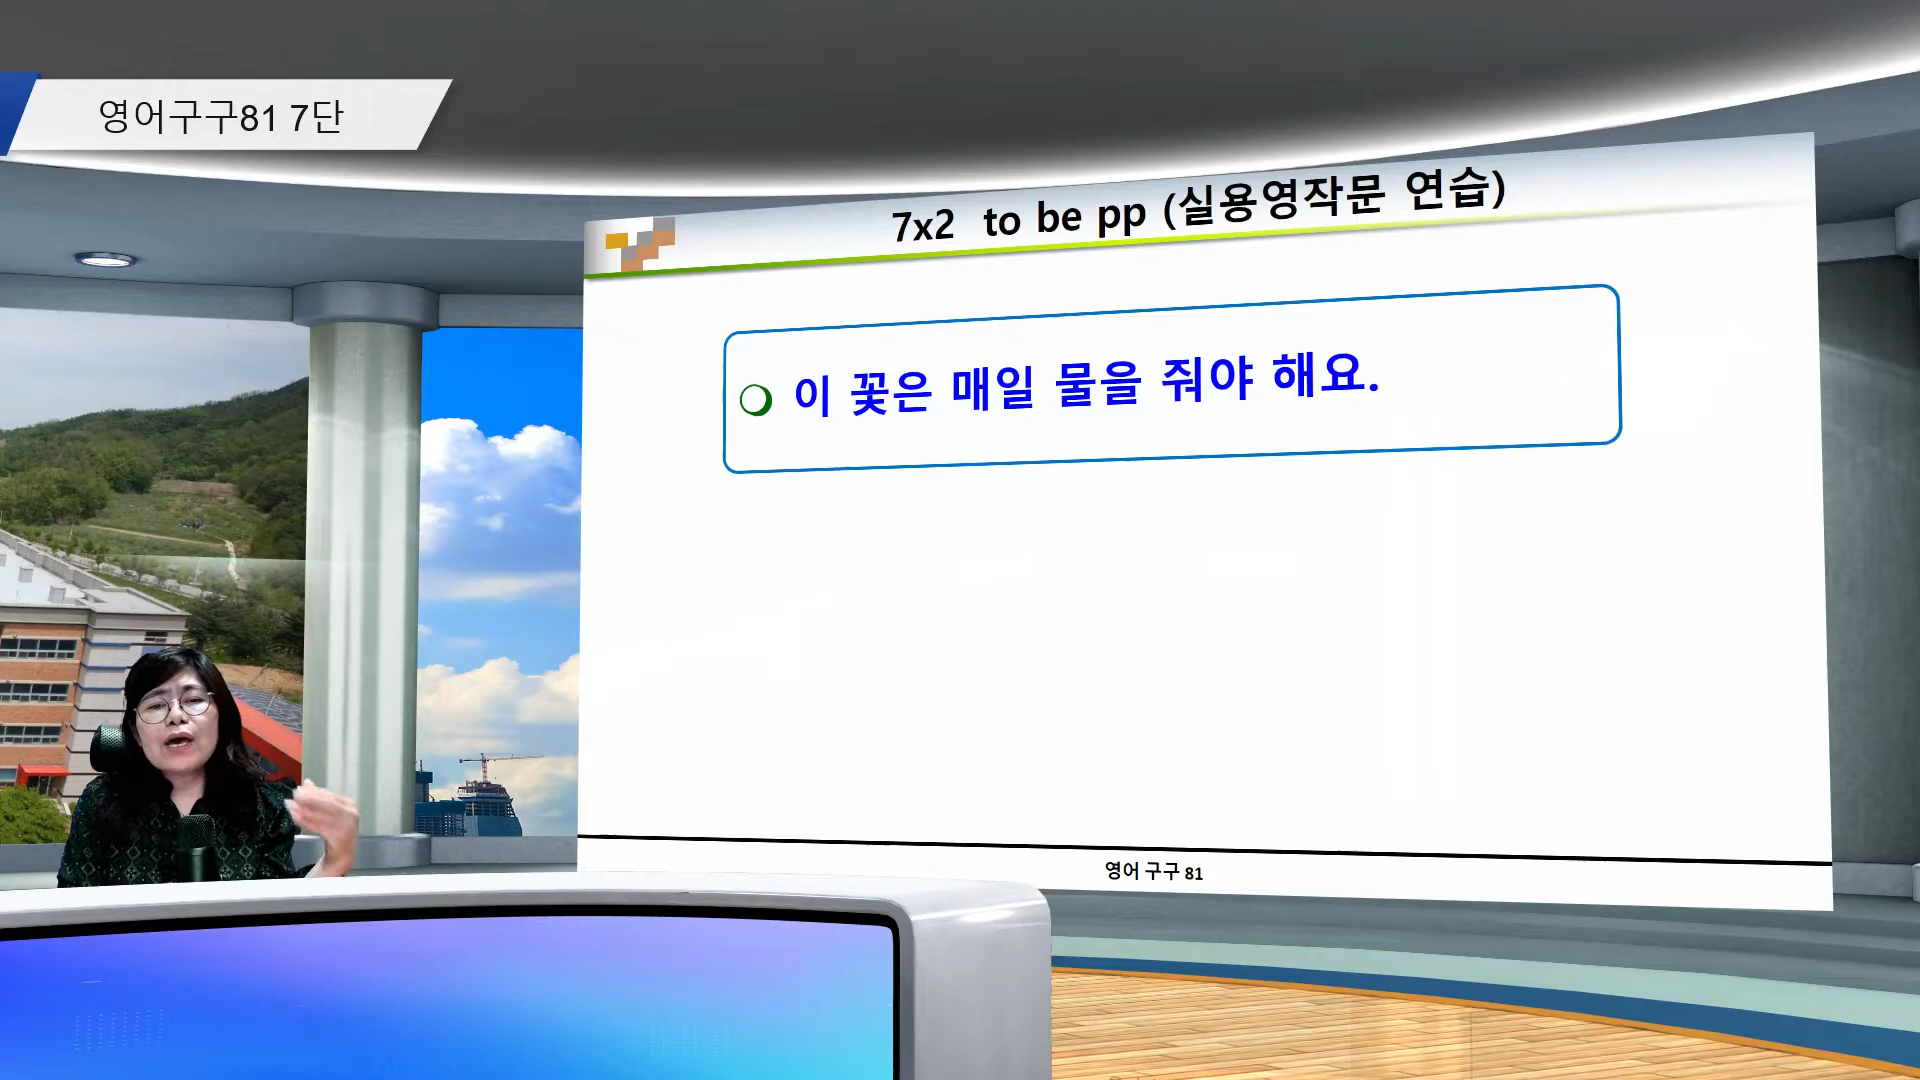 영어구구81 7단
7x2 to be pp (실용영작문 연습)
이 꽃은 매일 물을 줘야 해요.
영어 구구 81